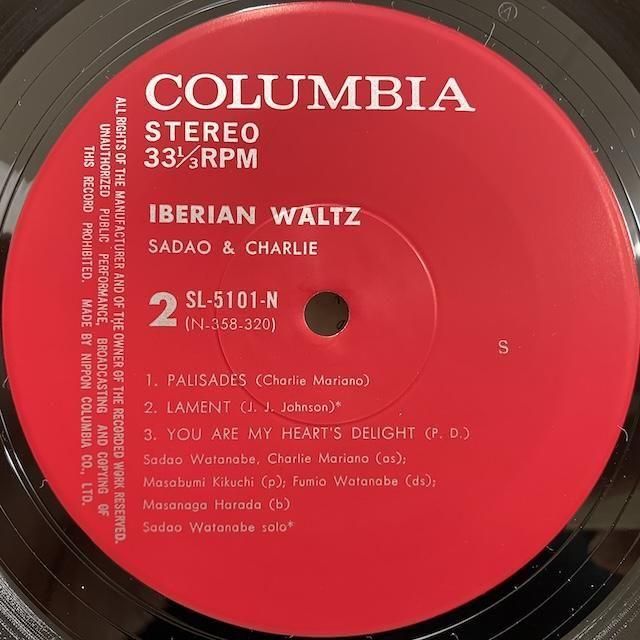 COLUMBIA
STEREO
33⅓RPM
IBERIAN WALTZ
SADAO & CHARLIE
2 SL-5101-N
(N-358-320)
S
1. PALISADES (Charlie Mariano)
2. LAMENT (J. J. Johnson)*
3. YOU ARE MY HEART'S DELIGHT (P. D.)
Sadao Watanabe, Charlie Mariano (as);
Masabumi Kikuchi (p); Fumio Watanabe (ds);
Masanaga Harada (b)
Sadao Watanabe solo*
ALL RIGHTS OF THE MANUFACTURER AND OF THE OWNER OF THE RECORDED WORK RESERVED.
UNAUTHORIZED PUBLIC PERFORMANCE, BROADCASTING AND COPYING OF
THIS RECORD PROHIBITED. MADE BY NIPPON COLUMBIA CO., LTD.